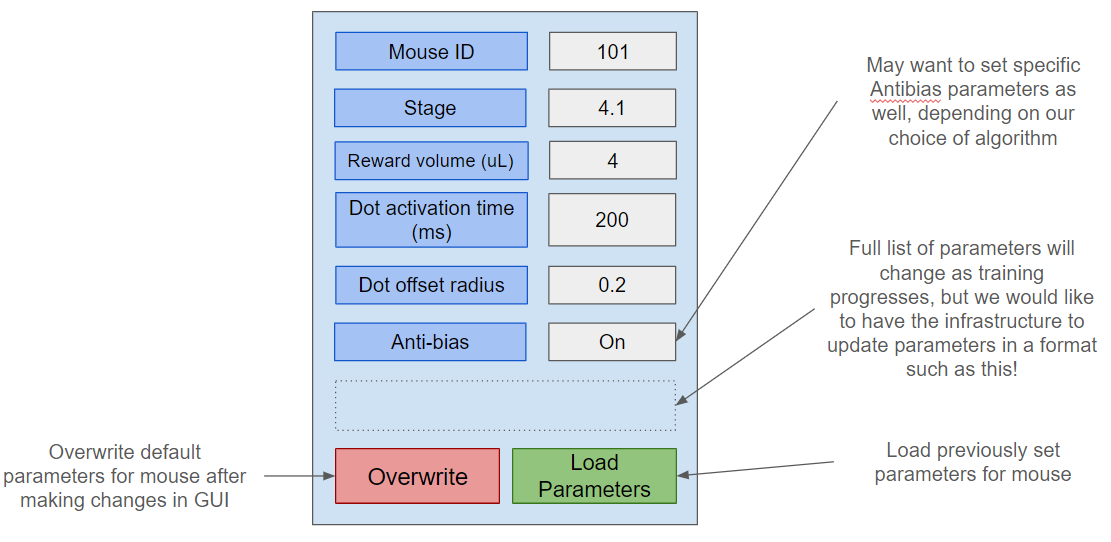 Mouse ID
101
Stage
4.1
Reward volume (uL)
4
Dot activation time
(ms)
200
Dot offset radius
0.2
Anti-bias
On
Overwrite
Load
Parameters
May want to set specific
Antibias parameters as
well, depending on our
choice of algorithm
Full list of parameters will
change as training
progresses, but we would like
to have the infrastructure to
update parameters in a format
such as this!
Overwrite default
parameters for mouse after
making changes in GUI
Load previously set
parameters for mouse